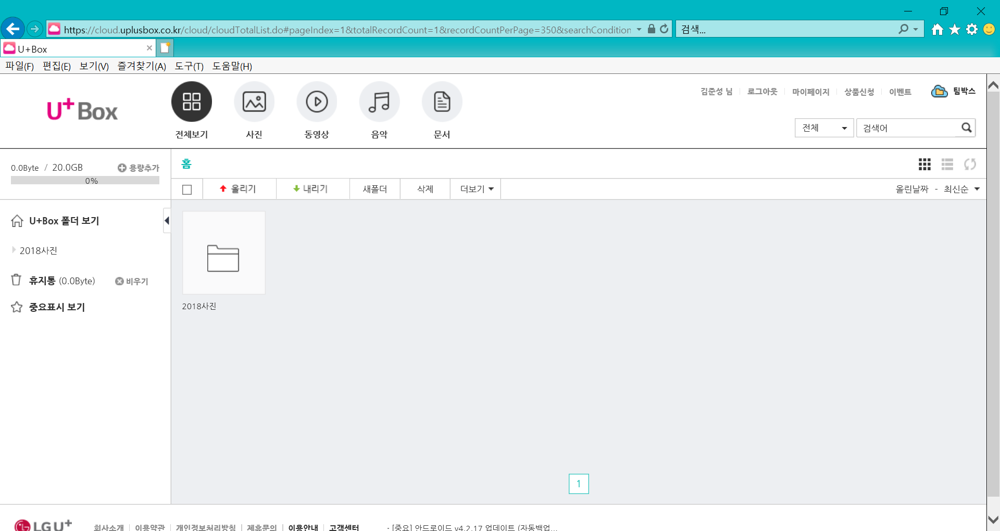 https://cloud.uplusbox.co.kr/cloud/cloudTotalList.do#pageIndex=1&totalRecordCount=1&recordCountPerPage=350&searchCondition
검색...
U+Box
파일(F) 편집(E) 보기(V) 즐겨찾기(A) 도구(T) 도움말(H)
U+ Box
전체보기 사진 동영상 음악 문서
김준성 님 로그아웃 마이페이지 상품신청 이벤트 팀박스
전체 검색어
0.0Byte / 20.0GB 용량추가
0%
홈
올리기 내리기 새폴더 삭제 더보기 올린날짜 - 최신순
U+Box 폴더 보기
2018사진
휴지통 (0.0Byte) 비우기
중요표시 보기
2018사진
1
LG U+ 회사소개 이용약관 개인정보처리방침 제휴문의 이용안내 고객센터 - [중요] 안드로이드 v4.2.17 업데이트 (자동백업...